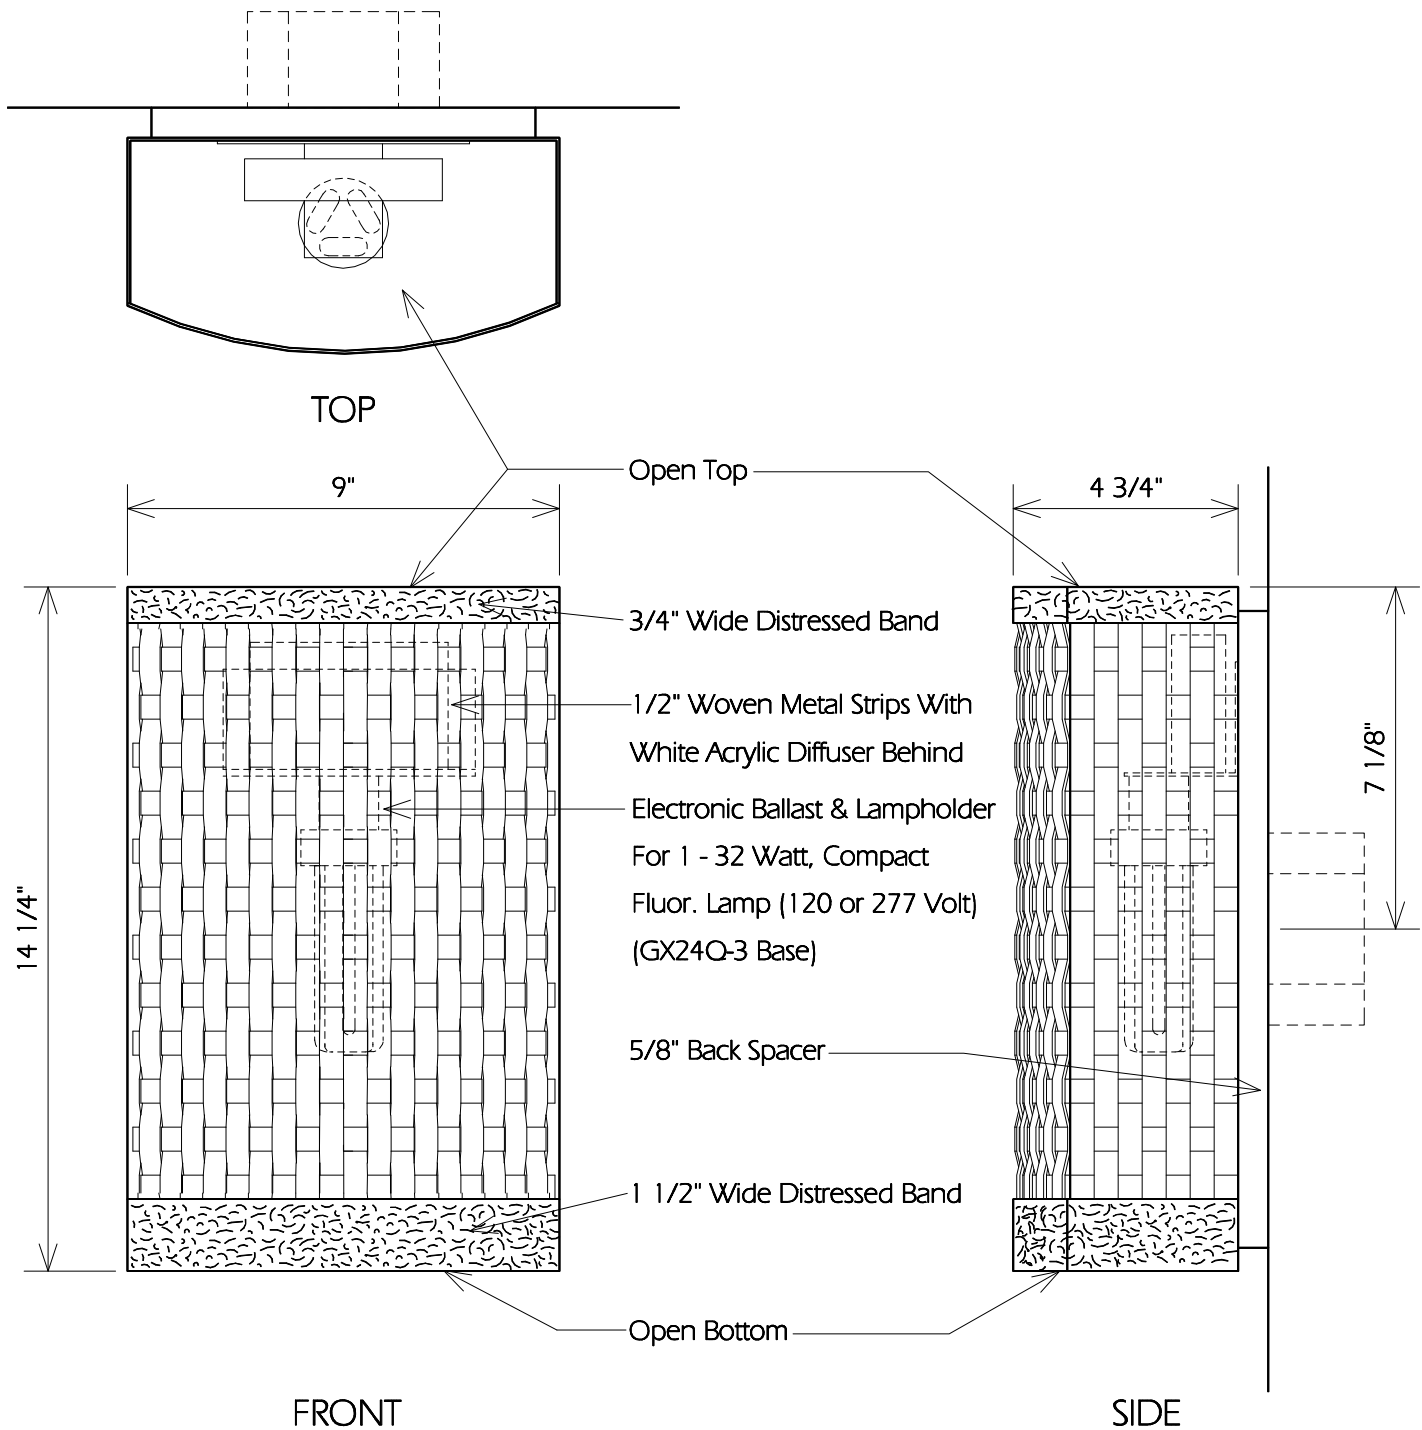 TOP
Open Top
9"
4 3/4"
3/4" Wide Distressed Band
1/2" Woven Metal Strips With
White Acrylic Diffuser Behind
7 1/8"
Electronic Ballast & Lampholder
For 1 - 32 Watt, Compact
Fluor. Lamp (120 or 277 Volt)
(GX24Q-3 Base)
14 1/4"
5/8" Back Spacer
1 1/2" Wide Distressed Band
Open Bottom
FRONT
SIDE